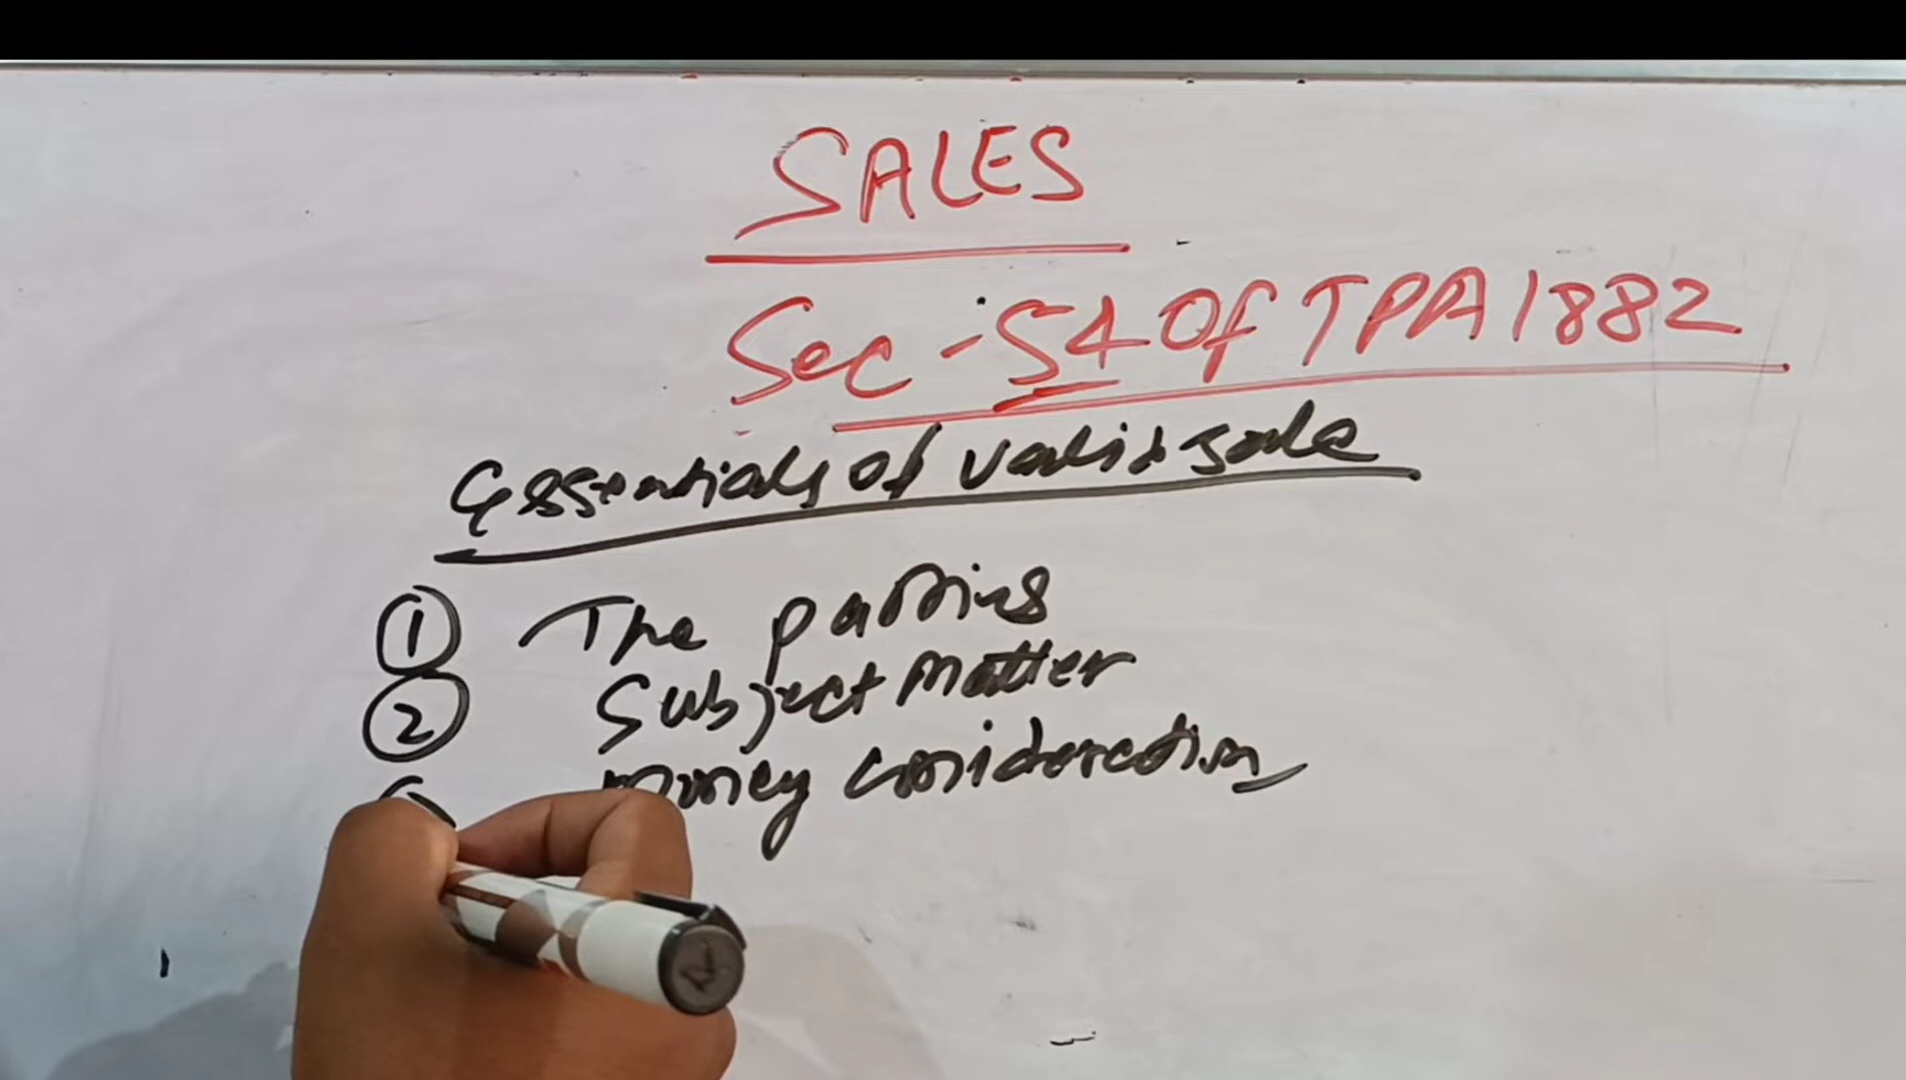 SALES
Sec - 54 Of TPA 1882
Essentials of valid sale
① The parties
② Subject matter
money consideration